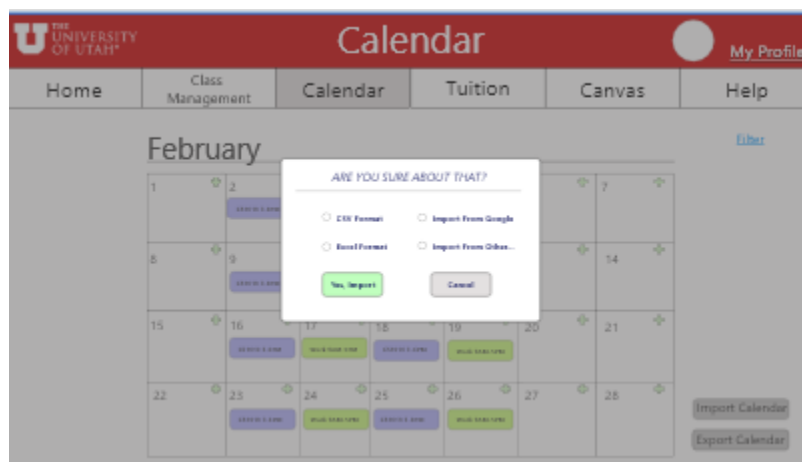 THE
UNIVERSITY
OF UTAH®
Calendar
My Profile
Home
Class
Management
Calendar
Tuition
Canvas
Help
February
Filter
ARE YOU SURE ABOUT THAT?
CSV Format
Import From Google
Excel Format
Import From Other...
Yes, Import
Cancel
1 2 7
8 9 14
15 16 17 18 19 20 21
22 23 24 25 26 27 28
Import Calendar
Export Calendar